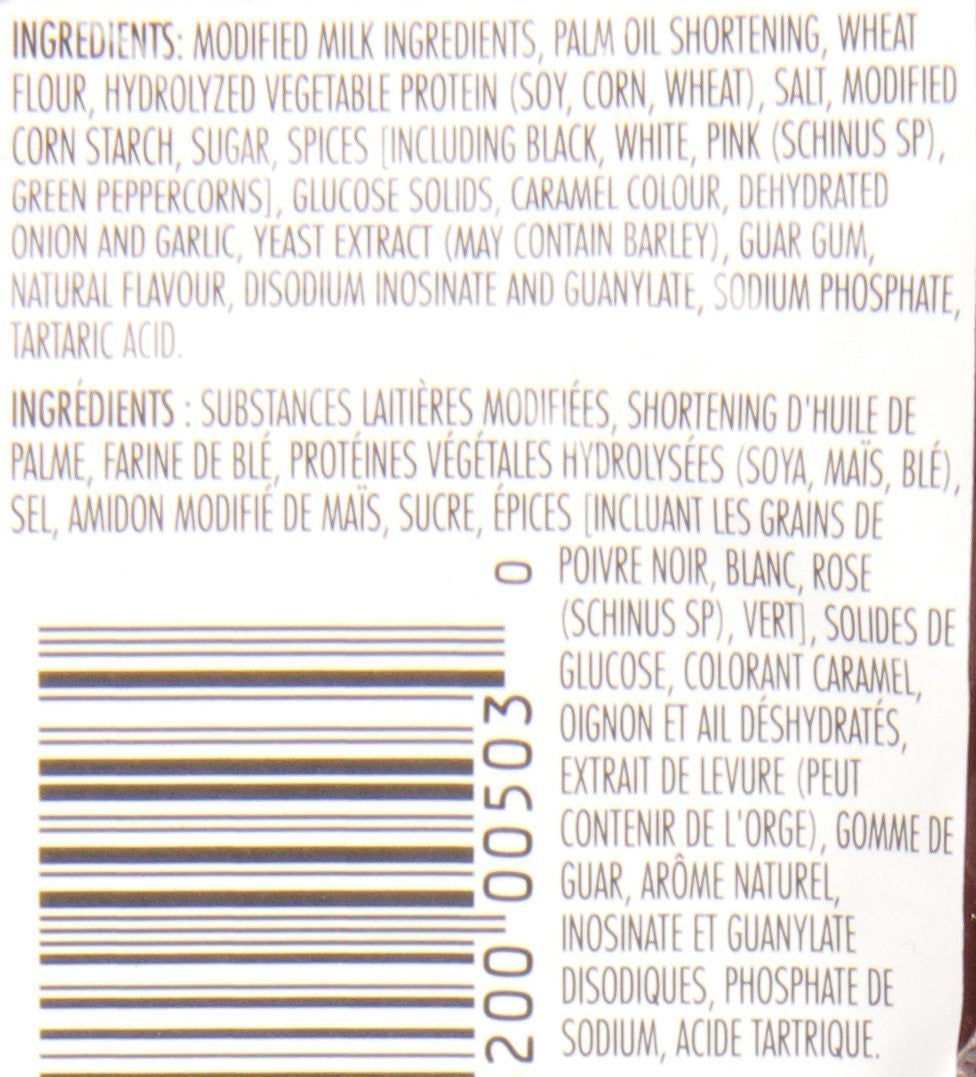 INGREDIENTS: MODIFIED MILK INGREDIENTS, PALM OIL SHORTENING, WHEAT
FLOUR, HYDROLYZED VEGETABLE PROTEIN (SOY, CORN, WHEAT), SALT, MODIFIED
CORN STARCH, SUGAR, SPICES [INCLUDING BLACK, WHITE, PINK (SCHINUS SP),
GREEN PEPPERCORNS], GLUCOSE SOLIDS, CARAMEL COLOUR, DEHYDRATED
ONION AND GARLIC, YEAST EXTRACT (MAY CONTAIN BARLEY), GUAR GUM,
NATURAL FLAVOUR, DISODIUM INOSINATE AND GUANYLATE, SODIUM PHOSPHATE,
TARTARIC ACID.
INGRÉDIENTS : SUBSTANCES LAITIÈRES MODIFIÉES, SHORTENING D'HUILE DE
PALME, FARINE DE BLÉ, PROTÉINES VÉGÉTALES HYDROLYSÉES (SOYA, MAÏS, BLÉ),
SEL, AMIDON MODIFIÉ DE MAÏS, SUCRE, ÉPICES [INCLUANT LES GRAINS DE
POIVRE NOIR, BLANC, ROSE
(SCHINUS SP), VERT], SOLIDES DE
GLUCOSE, COLORANT CARAMEL,
OIGNON ET AIL DÉSHYDRATÉS,
EXTRAIT DE LEVURE (PEUT
CONTENIR DE L'ORGE), GOMME DE
GUAR, ARÔME NATUREL,
INOSINATE ET GUANYLATE
DISODIQUES, PHOSPHATE DE
SODIUM, ACIDE TARTRIQUE.
200 00503 0